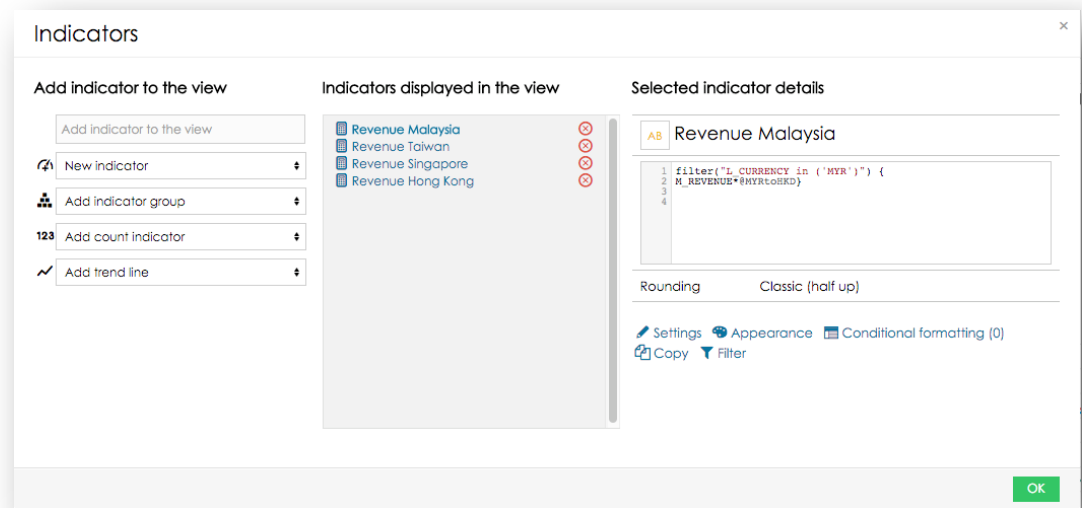 Indicators
×
Add indicator to the view
Add indicator to the view
New indicator
Add indicator group
123 Add count indicator
Add trend line
Indicators displayed in the view
Revenue Malaysia
Revenue Taiwan
Revenue Singapore
Revenue Hong Kong
Selected indicator details
AB Revenue Malaysia
1 filter("L_CURRENCY in ('MYR')") {
2 M_REVENUE*@MYRtoHKD}
3
4
Rounding Classic (half up)
Settings Appearance Conditional formatting (0)
Copy Filter
OK